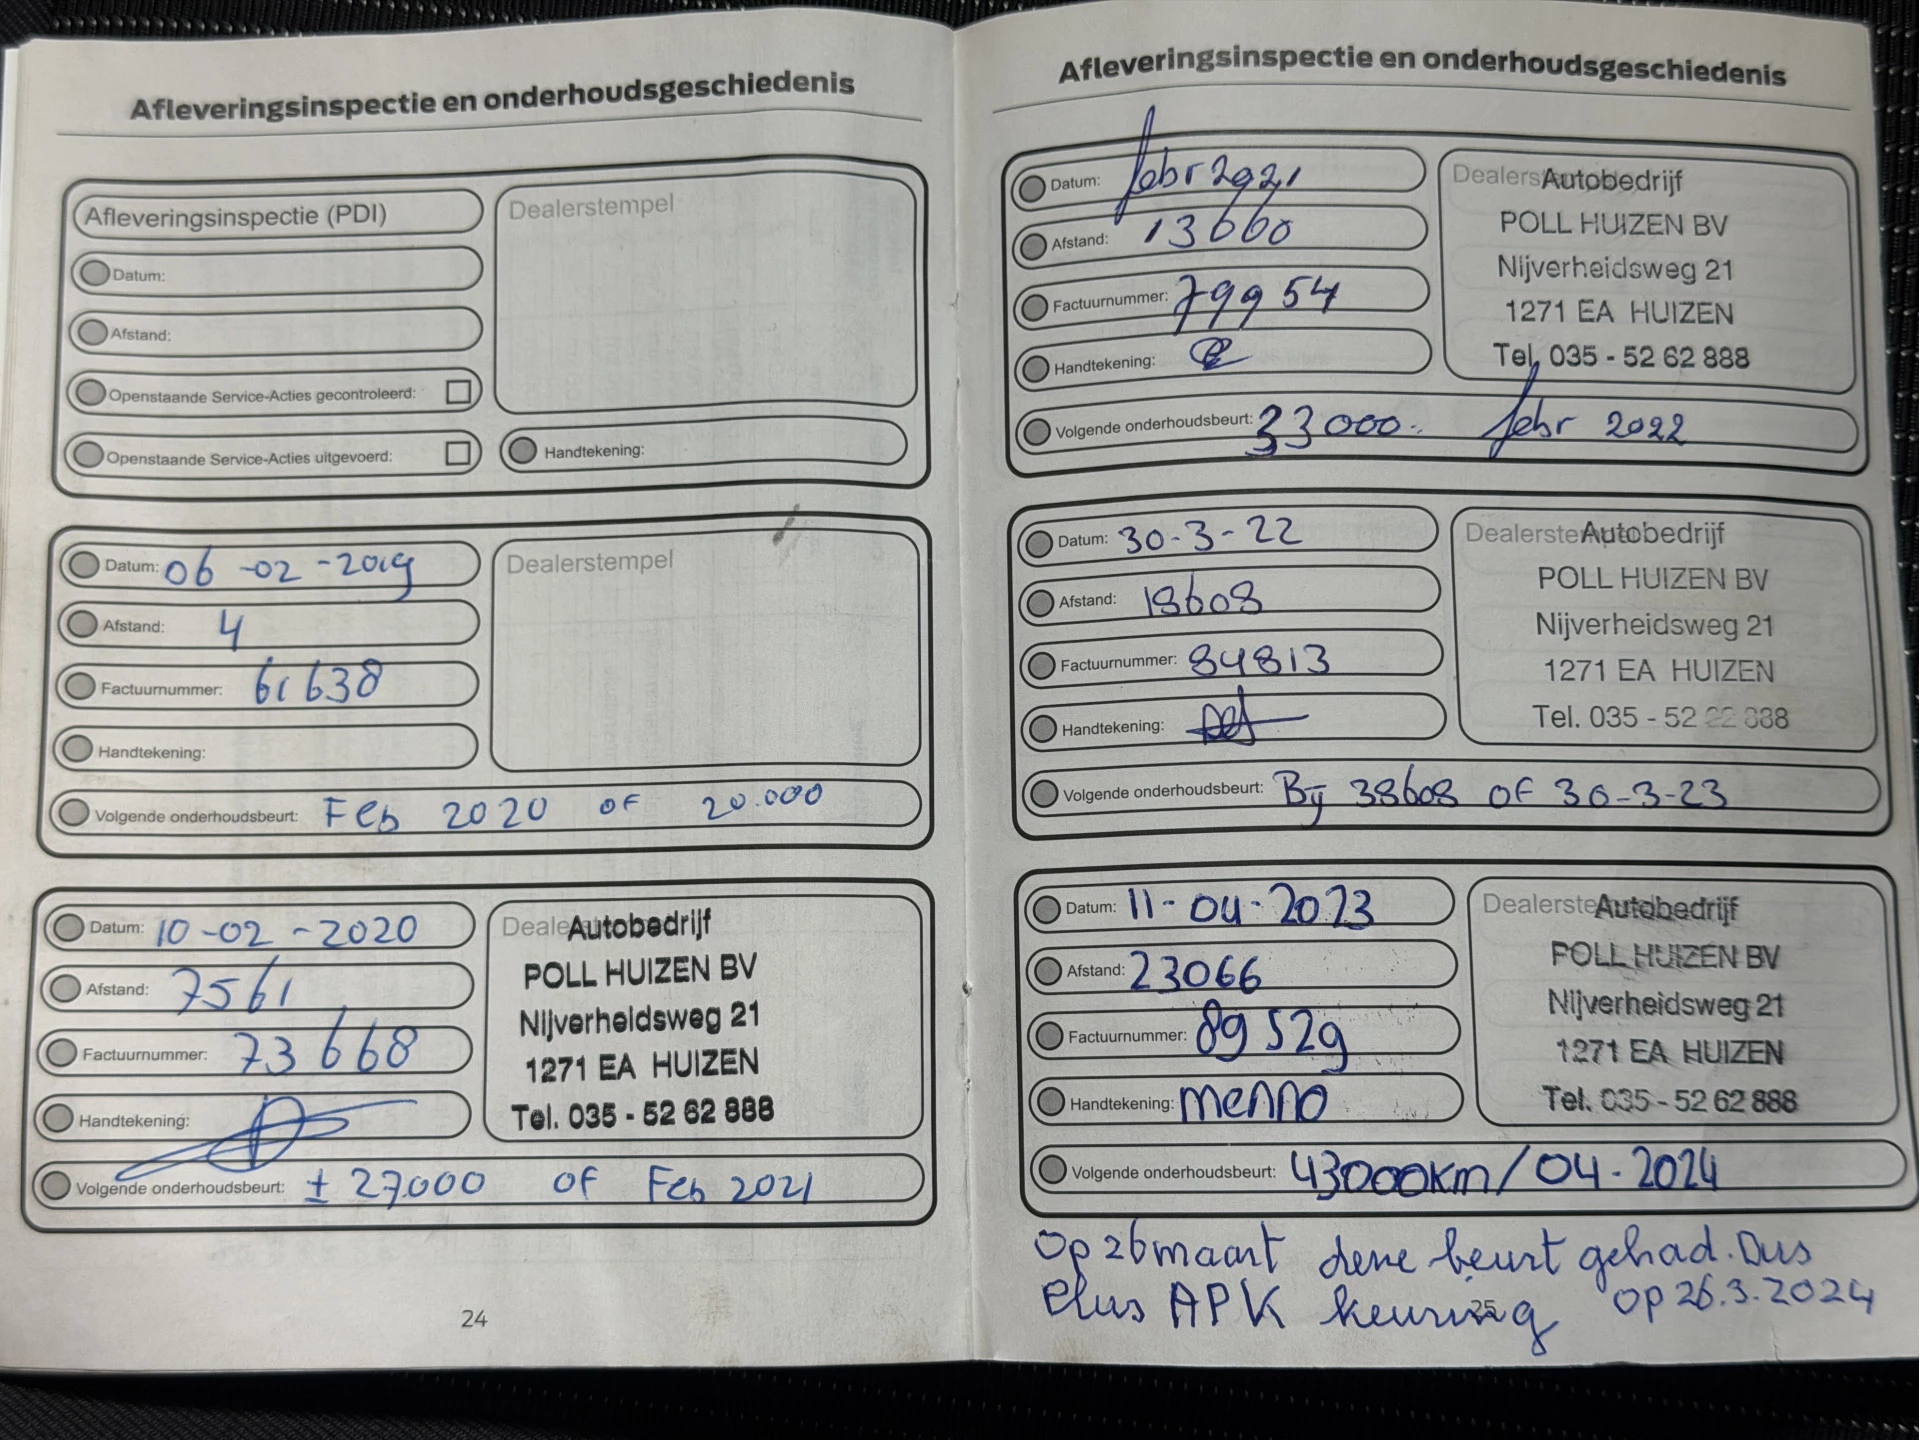 Afleveringsinspectie en onderhoudsgeschiedenis
Afleveringsinspectie (PDI)
Datum:
Afstand:
Openstaande Service-Acties gecontroleerd:
Openstaande Service-Acties uitgevoerd:
Dealerstempel
Handtekening:
Datum: 06-02-2019
Afstand: 4
Factuurnummer: 61638
Handtekening:
Dealerstempel
Volgende onderhoudsbeurt: Feb 2020 OF 20.000
Datum: 10-02-2020
Afstand: 7561
Factuurnummer: 73668
Handtekening:
Autobedrijf
POLL HUIZEN BV
Nijverheidsweg 21
1271 EA HUIZEN
Tel. 035 - 52 62 888
Volgende onderhoudsbeurt: ± 27.000 OF Feb 2021
24
Afleveringsinspectie en onderhoudsgeschiedenis
Datum: febr 2021
Afstand: 13660
Factuurnummer: 79954
Handtekening:
Autobedrijf
POLL HUIZEN BV
Nijverheidsweg 21
1271 EA HUIZEN
Tel. 035 - 52 62 888
Volgende onderhoudsbeurt: 33000. febr 2022
Datum: 30-3-22
Afstand: 18608
Factuurnummer: 84813
Handtekening:
Autobedrijf
POLL HUIZEN BV
Nijverheidsweg 21
1271 EA HUIZEN
Tel. 035 - 52
Volgende onderhoudsbeurt: Bij 38608 OF 30-3-23
Datum: 11-04-2023
Afstand: 23066
Factuurnummer: 89529
Handtekening: menno
Autobedrijf
POLL HUIZEN BV
Nijverheidsweg 21
1271 EA HUIZEN
Tel. 035 - 52 62 888
Volgende onderhoudsbeurt: 43000km/04-2024
Op 26 maart deze beurt gehad. Dus
Plus APK keuring op 26.3.2024
25